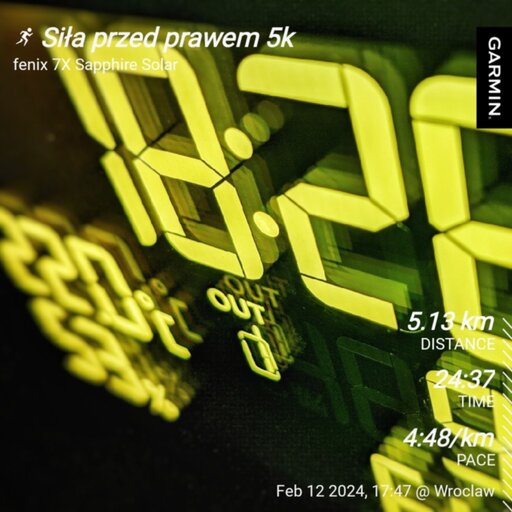 Siła przed prawem 5k
fenix 7X Sapphire Solar
GARMIN
OUT
5.13 km
DISTANCE
24:37
TIME
4:48/km
PACE
Feb 12 2024, 17:47 @ Wroclaw